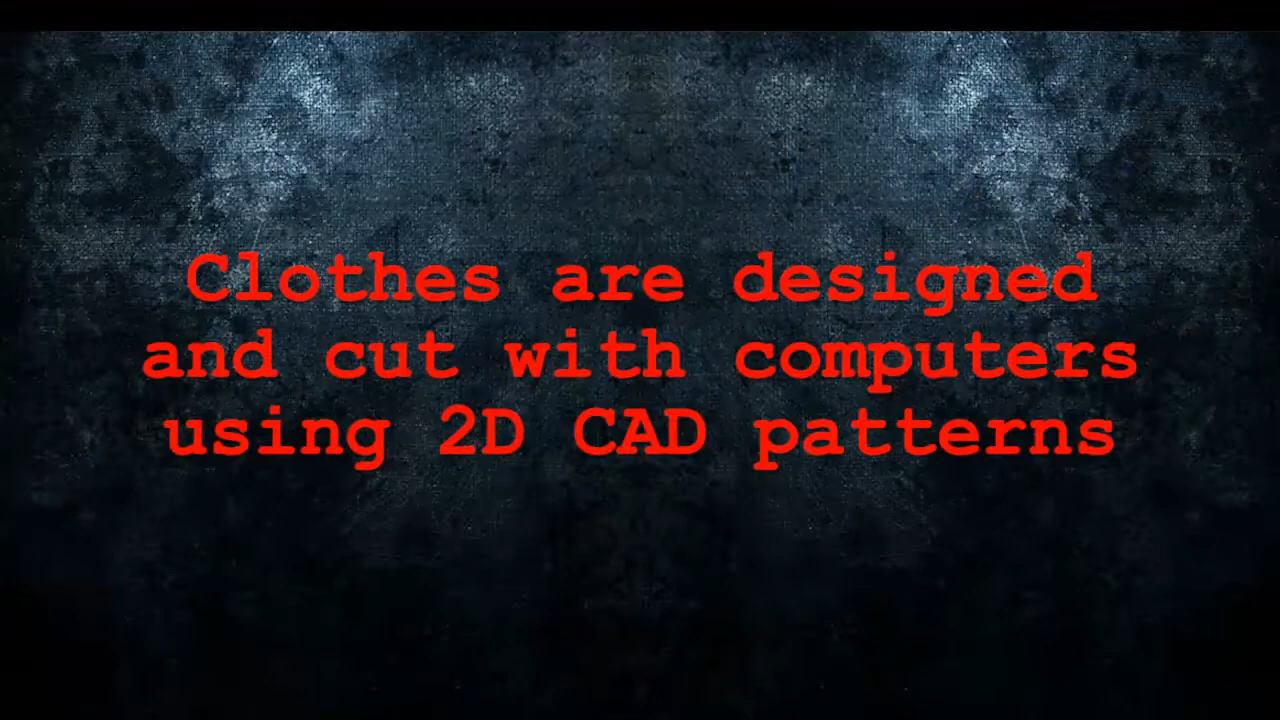 Clothes are designed
and cut with computers
using 2D CAD patterns